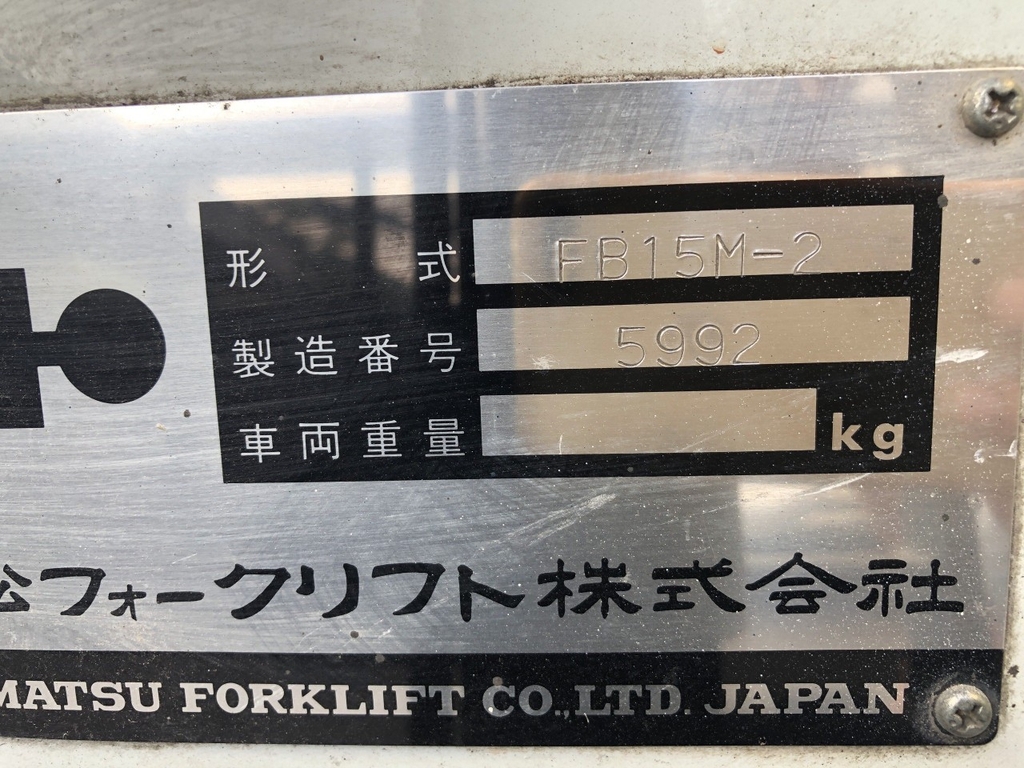 形式 FB15M-2
製造番号 5992
車両重量 kg
松フォークリフト株式会社
MATSU FORKLIFT CO.,LTD. JAPAN